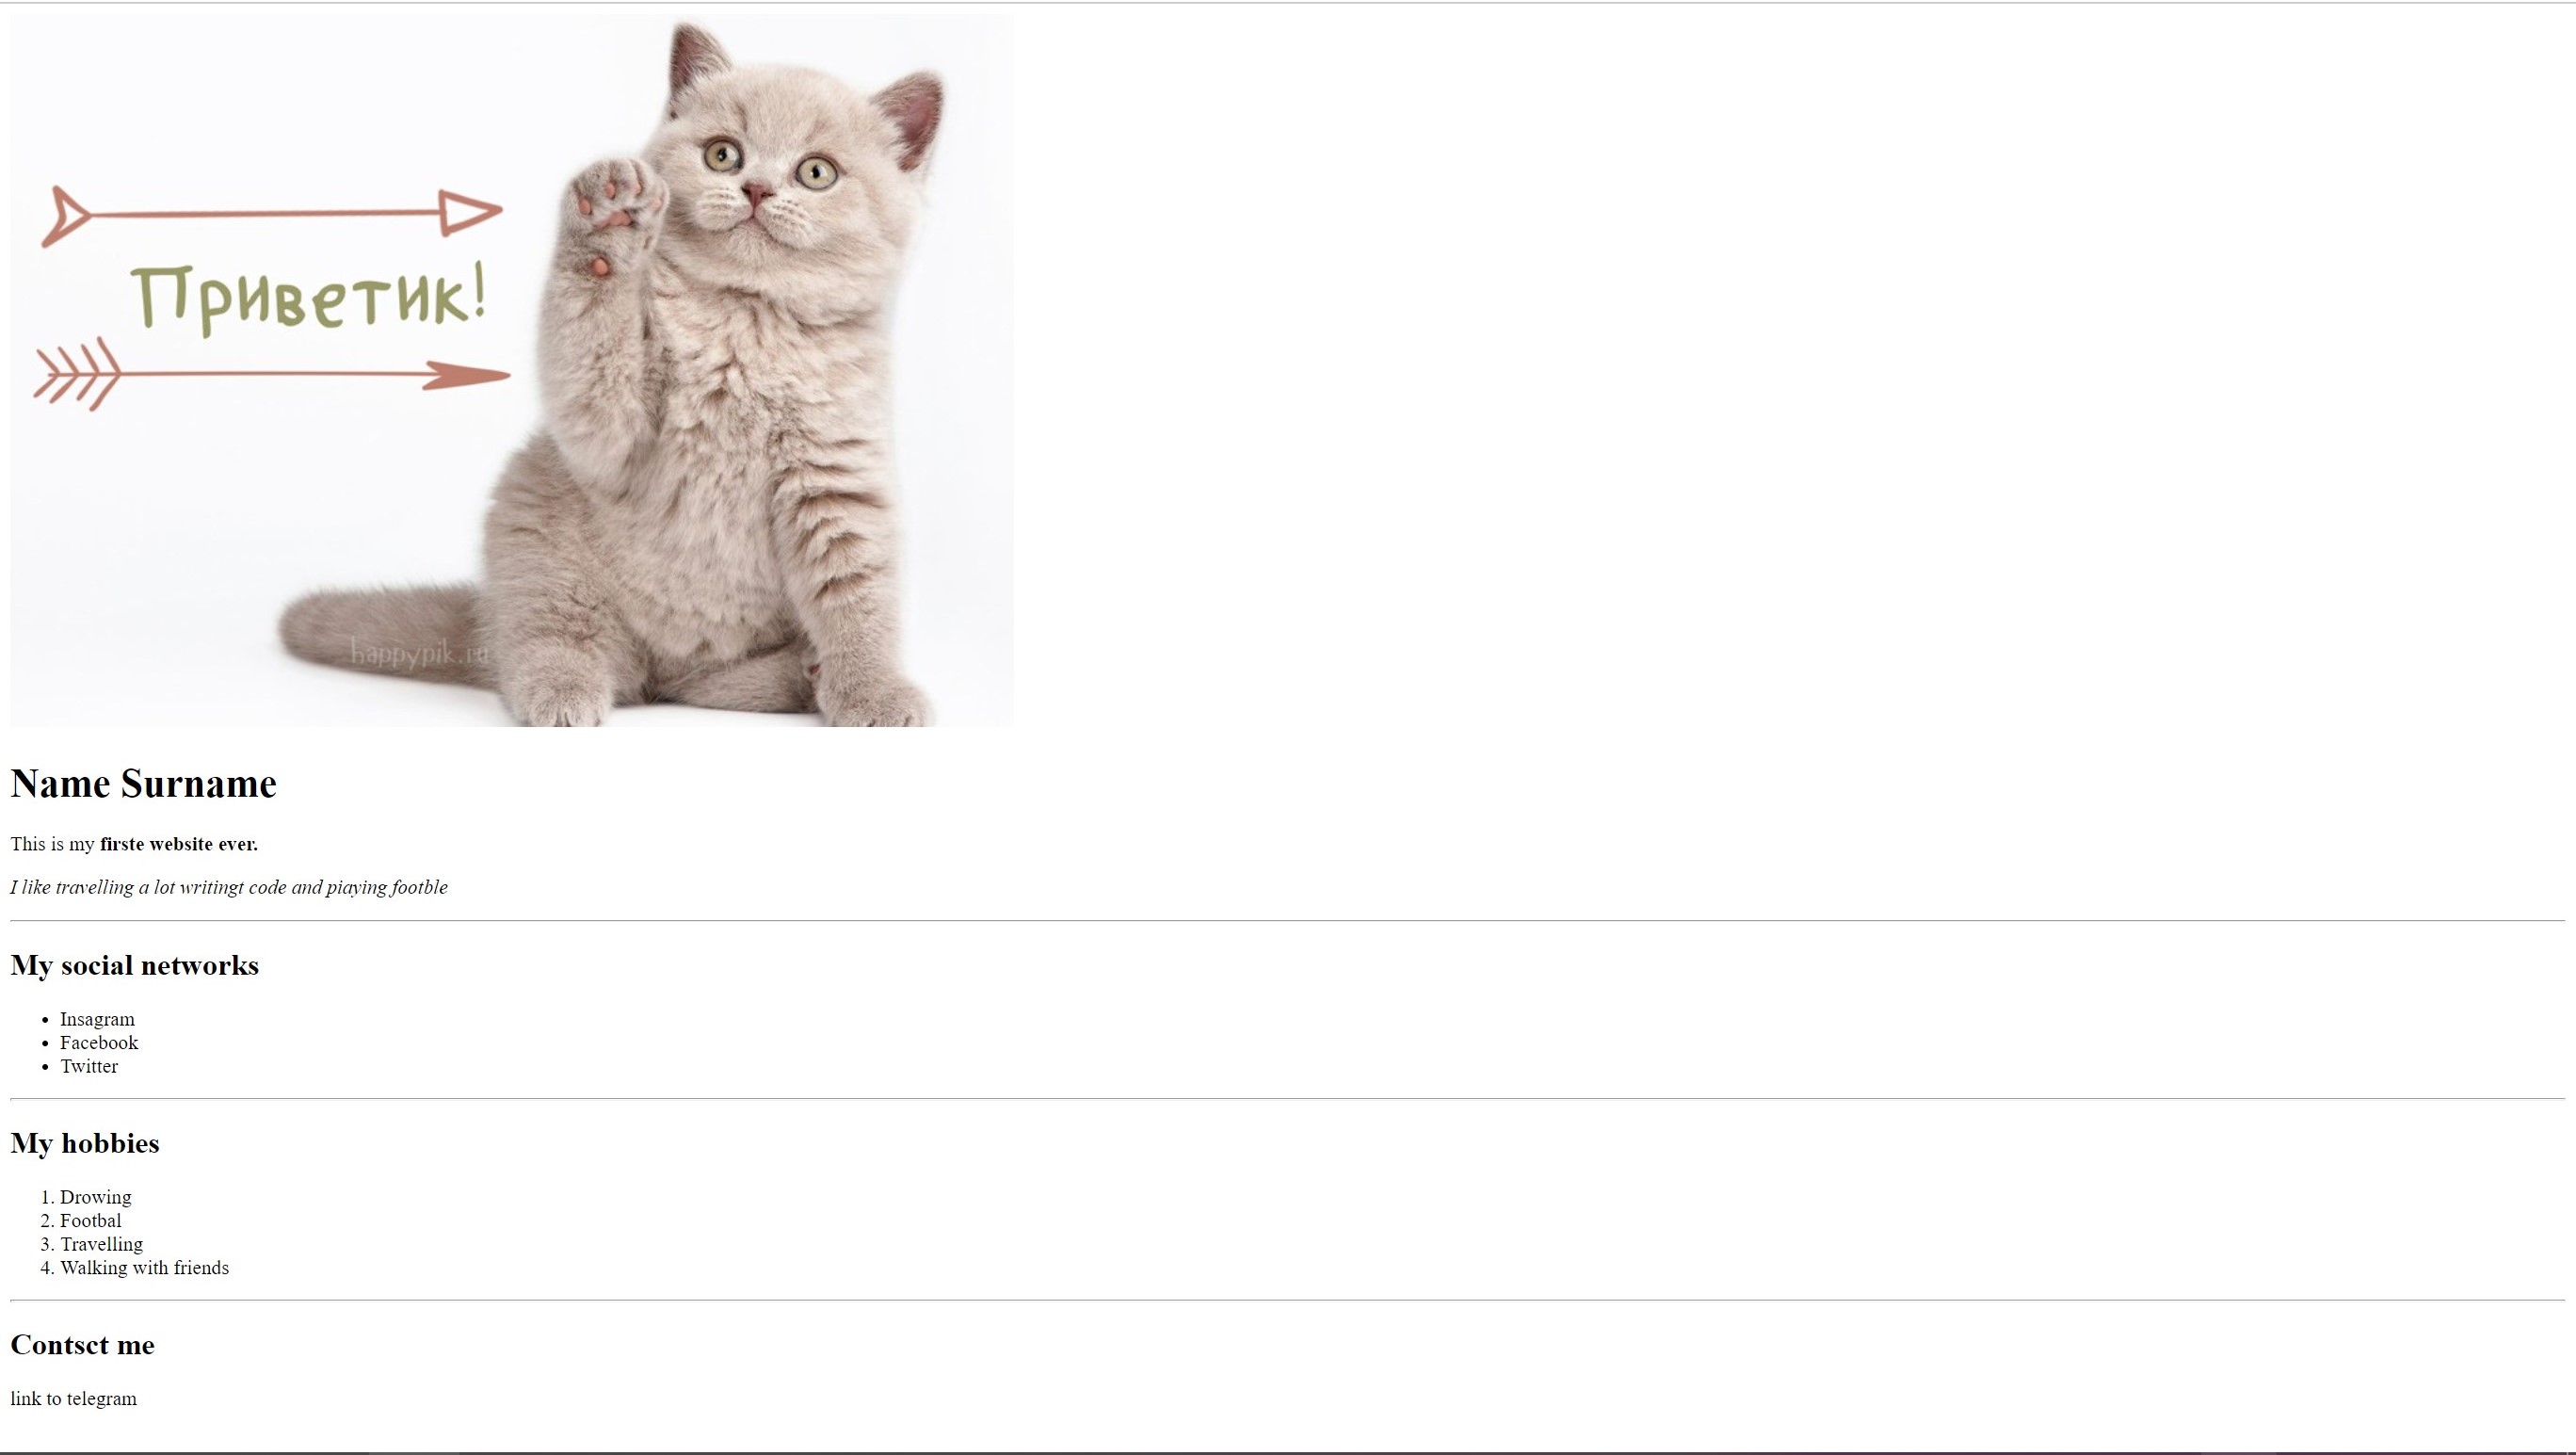 Приветик!
happypik.ru
Name Surname
This is my firste website ever.
I like travelling a lot writingt code and piaying footble
My social networks
• Insagram
• Facebook
• Twitter
My hobbies
1. Drowing
2. Footbal
3. Travelling
4. Walking with friends
Contsct me
link to telegram